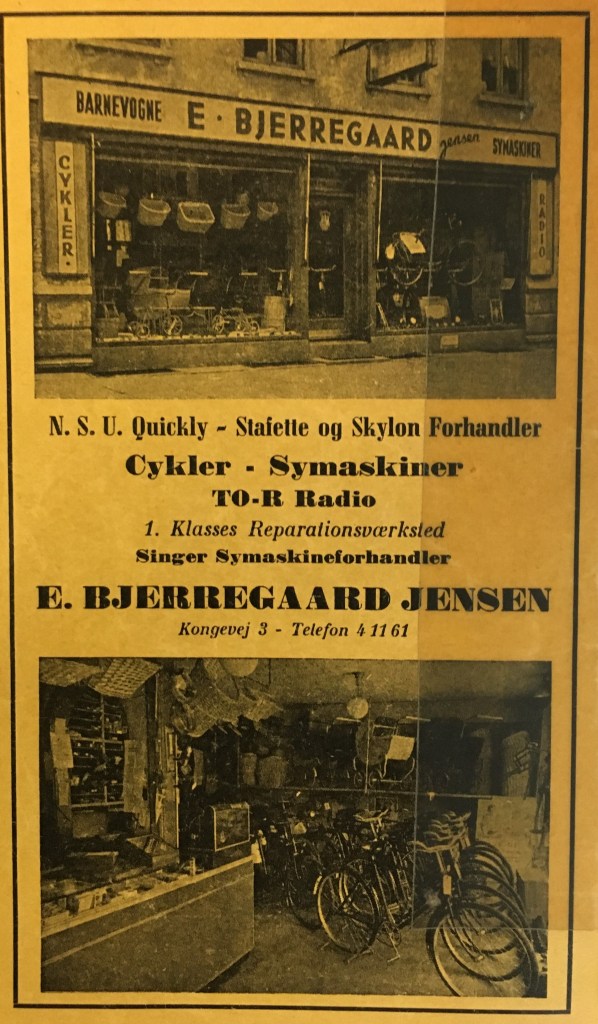 BARNEVOGNE E · BJERREGAARD Jensen SYMASKINER
CYKLER·
RADIO
N. S. U. Quickly - Stafette og Skylon Forhandler
Cykler - Symaskiner
TO-R Radio
1. Klasses Reparationsværksted
Singer Symaskineforhandler
E. BJERREGAARD JENSEN
Kongevej 3 - Telefon 4 11 61